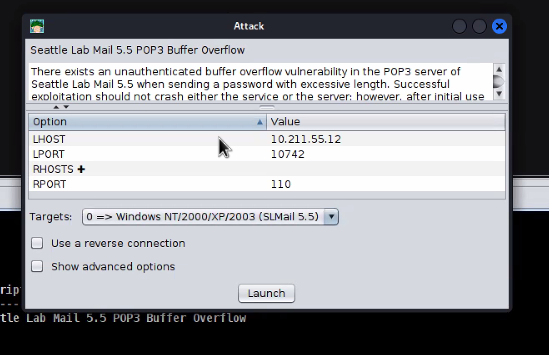 Attack
Seattle Lab Mail 5.5 POP3 Buffer Overflow
There exists an unauthenticated buffer overflow vulnerability in the POP3 server of
Seattle Lab Mail 5.5 when sending a password with excessive length. Successful
exploitation should not crash either the service or the server; however, after initial use
Option Value
LHOST 10.211.55.12
LPORT 10742
RHOSTS +
RPORT 110
Targets: 0 => Windows NT/2000/XP/2003 (SLMail 5.5)
Use a reverse connection
Show advanced options
Launch
ript
---
tle Lab Mail 5.5 POP3 Buffer Overflow